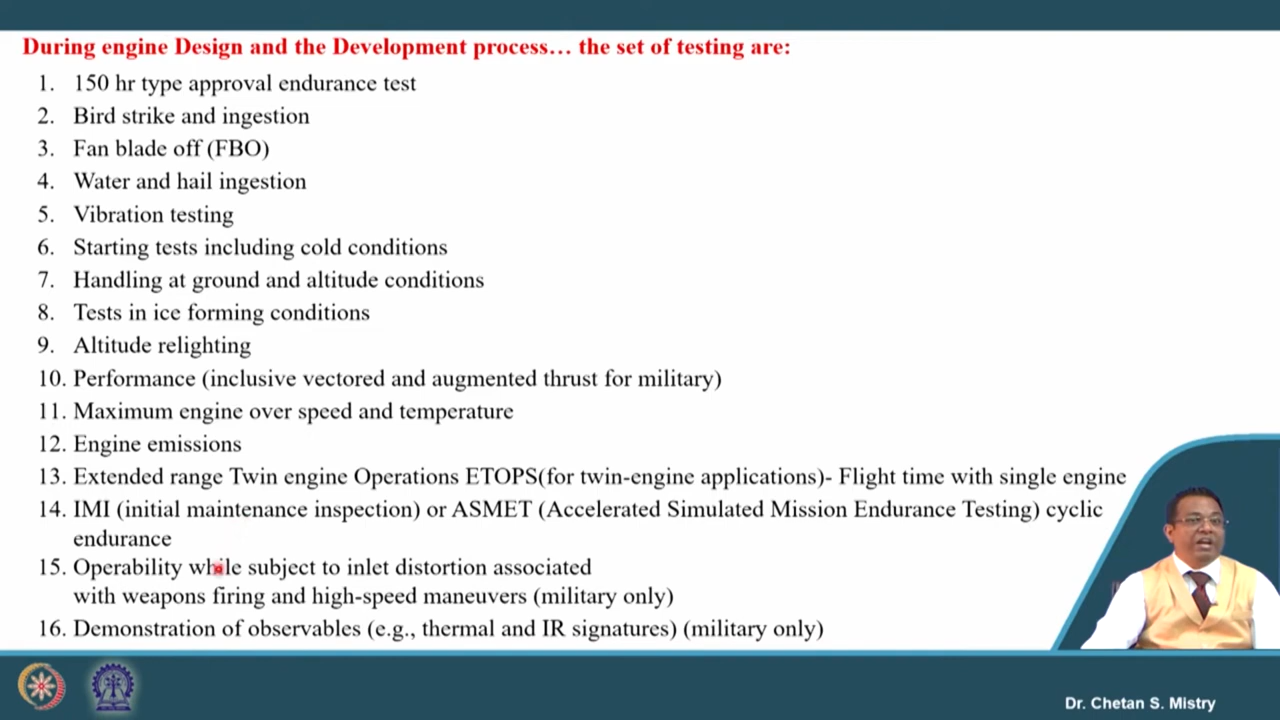 During engine Design and the Development process… the set of testing are:
1. 150 hr type approval endurance test
2. Bird strike and ingestion
3. Fan blade off (FBO)
4. Water and hail ingestion
5. Vibration testing
6. Starting tests including cold conditions
7. Handling at ground and altitude conditions
8. Tests in ice forming conditions
9. Altitude relighting
10. Performance (inclusive vectored and augmented thrust for military)
11. Maximum engine over speed and temperature
12. Engine emissions
13. Extended range Twin engine Operations ETOPS(for twin-engine applications)- Flight time with single engine
14. IMI (initial maintenance inspection) or ASMET (Accelerated Simulated Mission Endurance Testing) cyclic
endurance
15. Operability while subject to inlet distortion associated
with weapons firing and high-speed maneuvers (military only)
16. Demonstration of observables (e.g., thermal and IR signatures) (military only)
Dr. Chetan S. Mistry